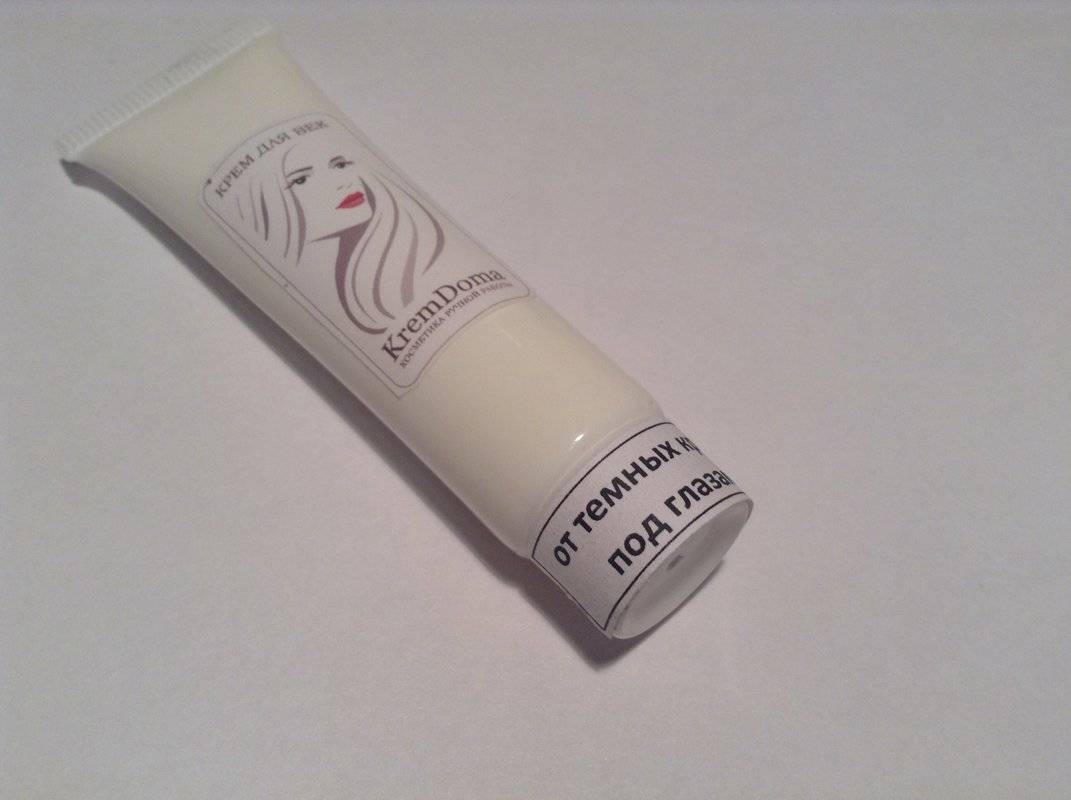 КРЕМ ДЛЯ ВЕК
KremDoma
КОСМЕТИКА РУЧНОЙ РАБОТЫ
от темных
под